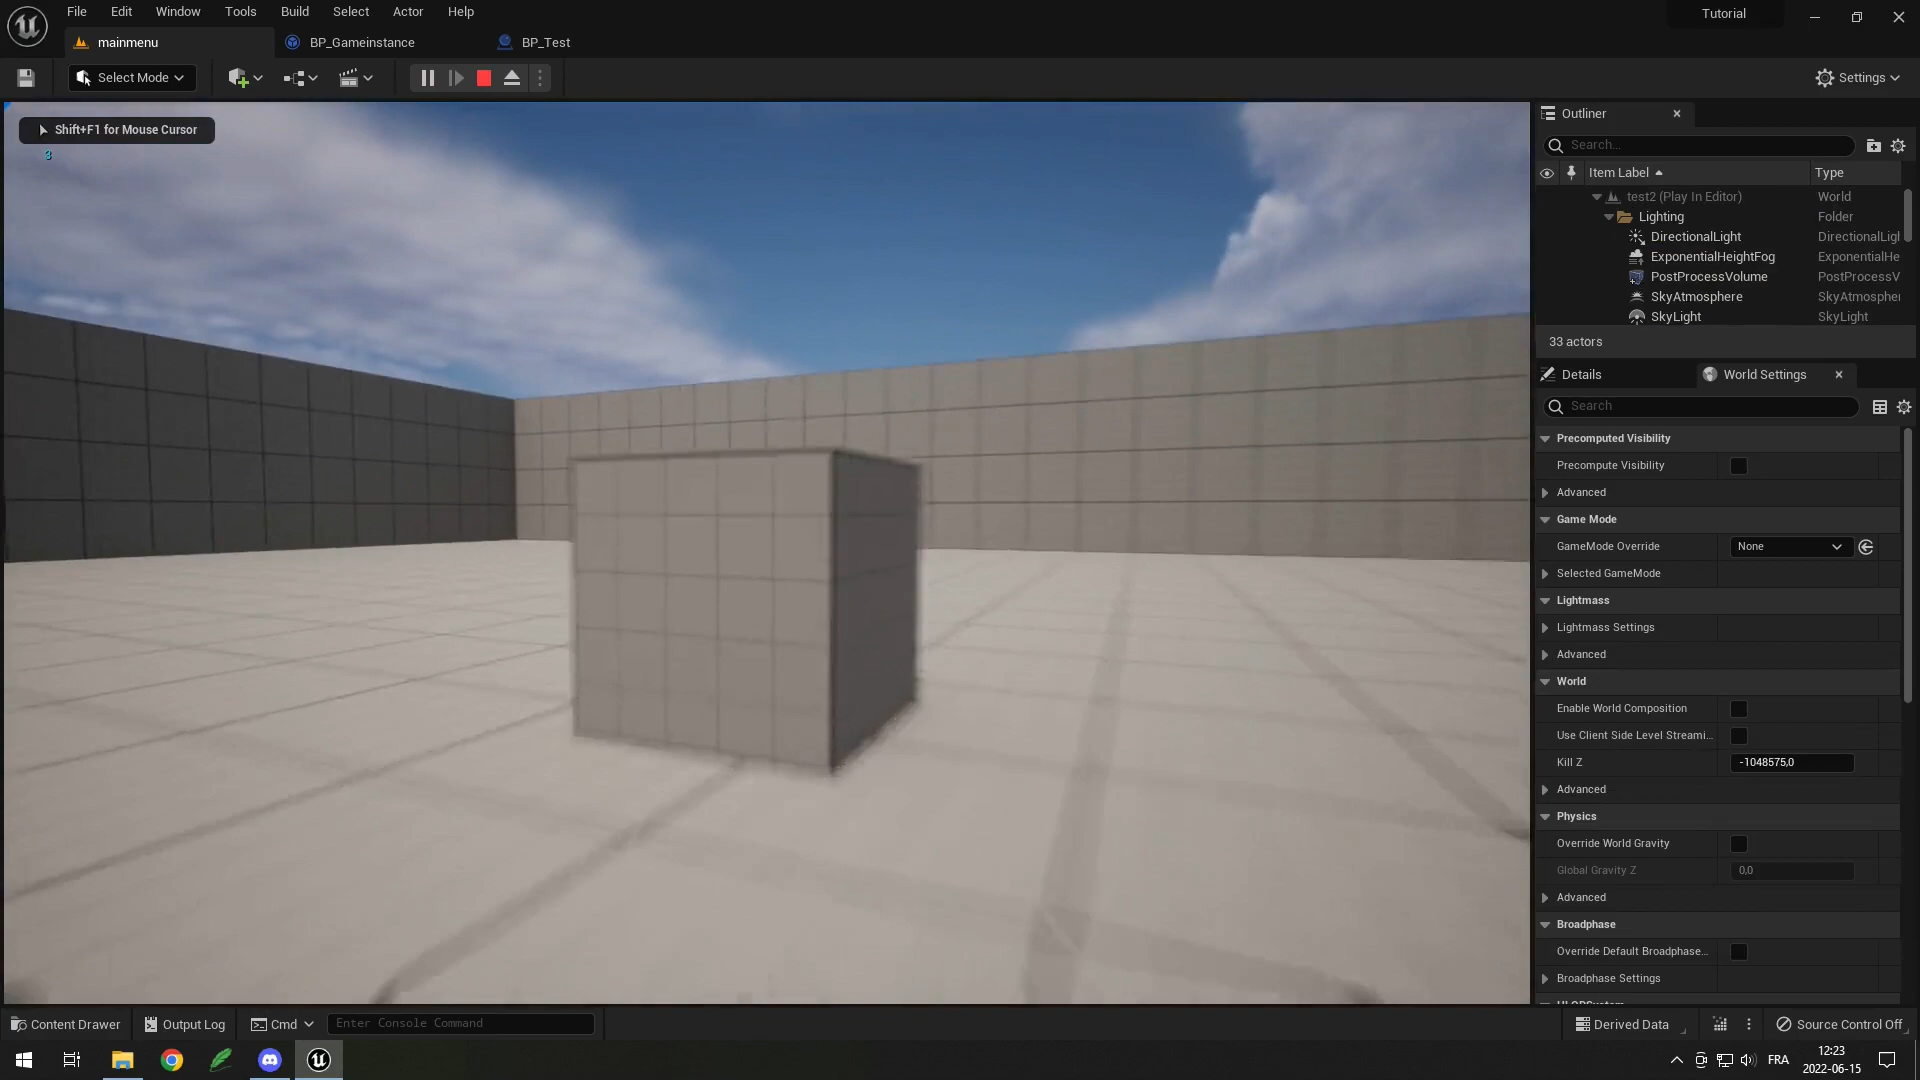 File Edit Window Tools Build Select Actor Help
Tutorial
mainmenu BP_Gameinstance BP_Test
Select Mode
Settings
Shift+F1 for Mouse Cursor
3
Outliner
Search...
Item Label Type
test2 (Play In Editor) World
Lighting Folder
DirectionalLight DirectionalLigl
ExponentialHeightFog ExponentialHe
PostProcessVolume PostProcessV
SkyAtmosphere SkyAtmospher
SkyLight SkyLight
33 actors
Details World Settings
Search
Precomputed Visibility
Precompute Visibility
Advanced
Game Mode
GameMode Override None
Selected GameMode
Lightmass
Lightmass Settings
Advanced
World
Enable World Composition
Use Client Side Level Streami...
Kill Z -1048575,0
Advanced
Physics
Override World Gravity
Global Gravity Z 0,0
Advanced
Broadphase
Override Default Broadphase...
Broadphase Settings
Content Drawer Output Log Cmd Enter Console Command Derived Data Source Control Off
FRA 12:23
2022-06-15